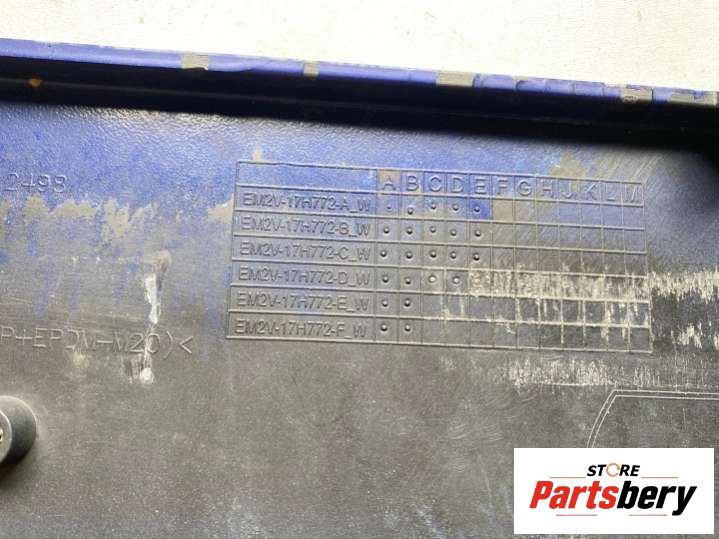 2498
A B C D E F G H J K L M
EM2V-17H772-A_W
EM2V-17H772-B_W
EM2V-17H772-C_W
EM2V-17H772-D_W
EM2V-17H772-E_W
EM2V-17H772-F_W
P+EPDM-M20)<
STORE
Partsbery